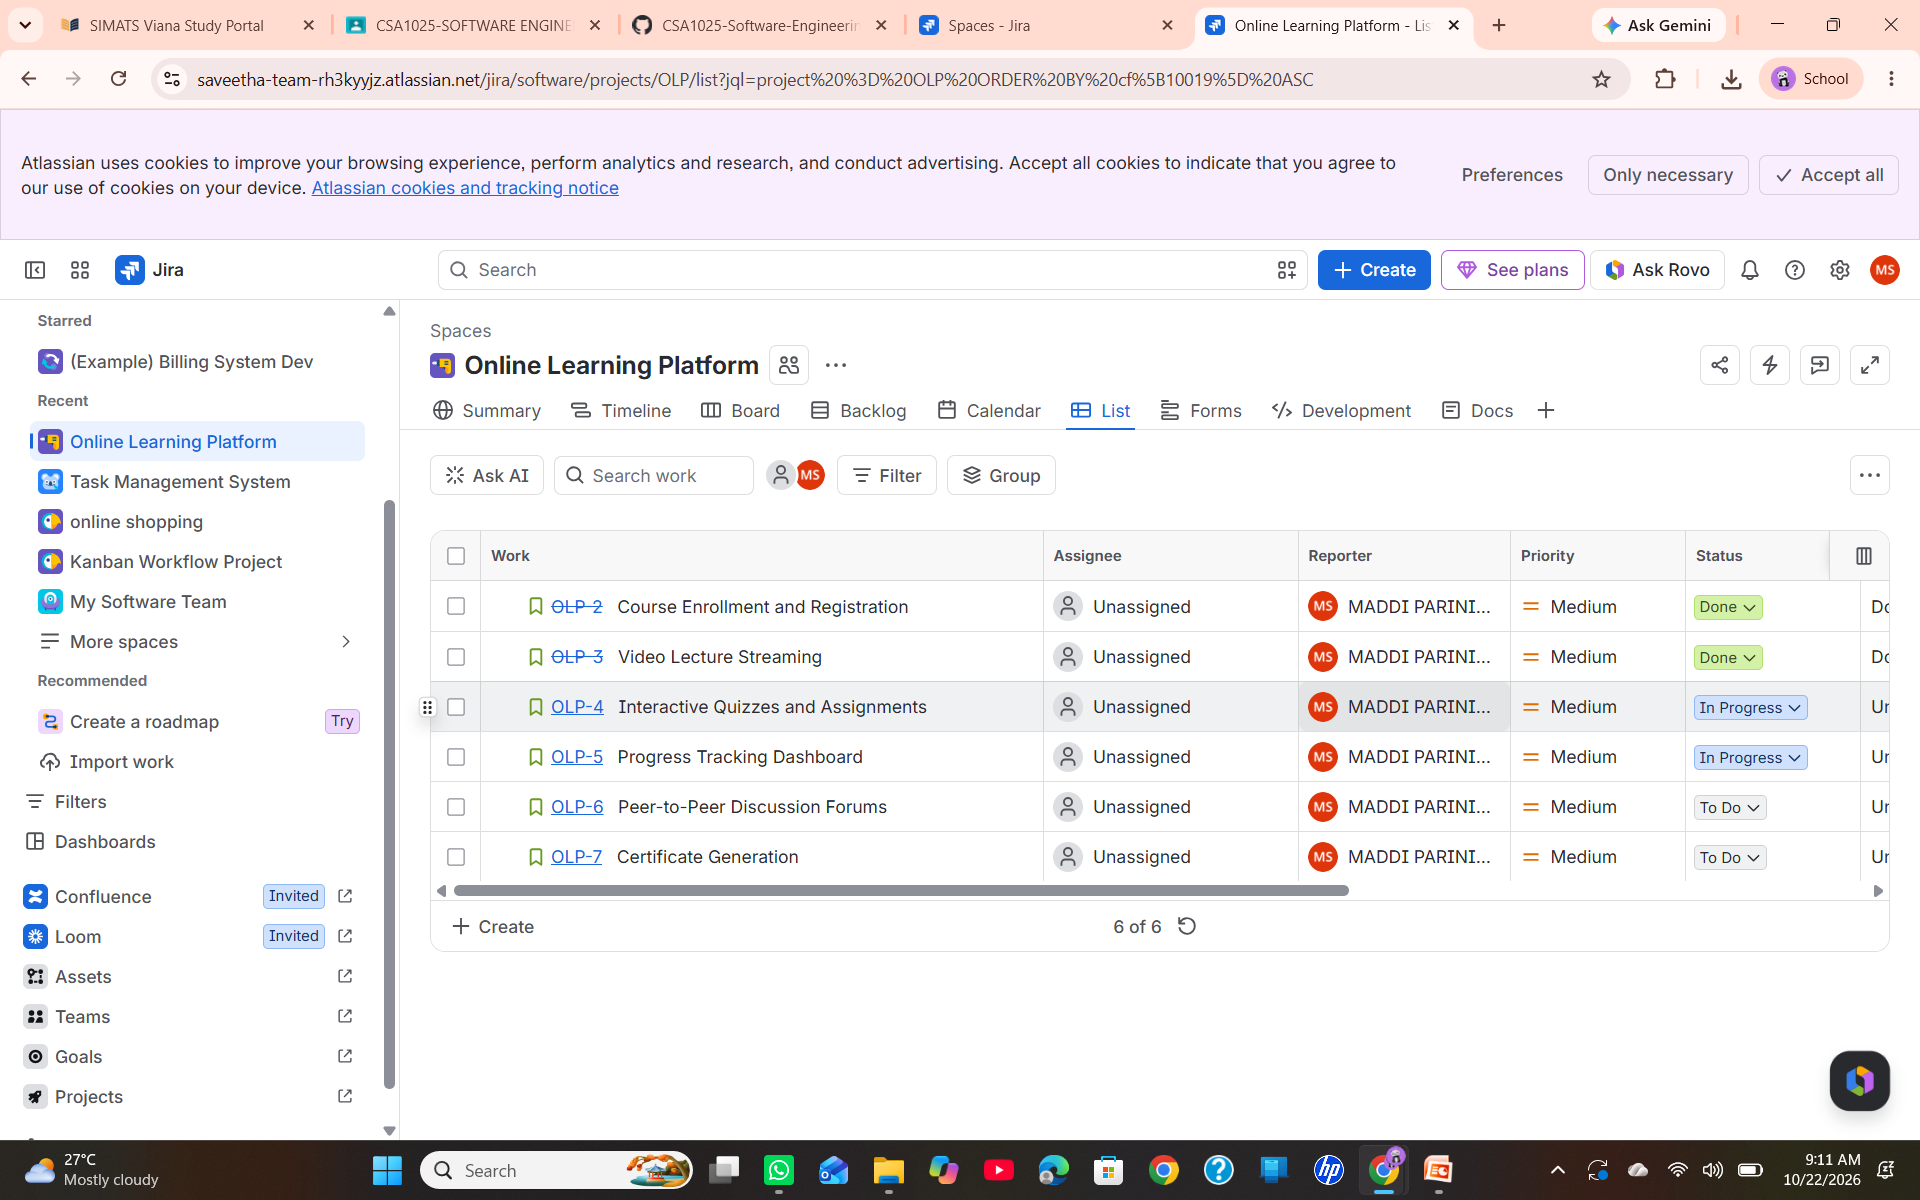 SIMATS Viana Study Portal
CSA1025-SOFTWARE ENGINE
CSA1025-Software-Engineerin
Spaces - Jira
Online Learning Platform - Lis
Ask Gemini
saveetha-team-rh3kyyjz.atlassian.net/jira/software/projects/OLP/list?jql=project%20%3D%20OLP%20ORDER%20BY%20cf%5B10019%5D%20ASC
School
Atlassian uses cookies to improve your browsing experience, perform analytics and research, and conduct advertising. Accept all cookies to indicate that you agree to
our use of cookies on your device. Atlassian cookies and tracking notice
Preferences
Only necessary
Accept all
Jira
Search
Create
See plans
Ask Rovo
MS
Starred
(Example) Billing System Dev
Recent
Online Learning Platform
Task Management System
online shopping
Kanban Workflow Project
My Software Team
More spaces
Recommended
Create a roadmap
Try
Import work
Filters
Dashboards
Confluence
Invited
Loom
Invited
Assets
Teams
Goals
Projects
Spaces
Online Learning Platform
Summary
Timeline
Board
Backlog
Calendar
List
Forms
Development
Docs
Ask AI
Search work
MS
Filter
Group
Work Assignee Reporter Priority Status
OLP-2 Course Enrollment and Registration Unassigned MS MADDI PARINI... Medium Done Do
OLP-3 Video Lecture Streaming Unassigned MS MADDI PARINI... Medium Done Do
OLP-4 Interactive Quizzes and Assignments Unassigned MS MADDI PARINI... Medium In Progress Ur
OLP-5 Progress Tracking Dashboard Unassigned MS MADDI PARINI... Medium In Progress Ur
OLP-6 Peer-to-Peer Discussion Forums Unassigned MS MADDI PARINI... Medium To Do Ur
OLP-7 Certificate Generation Unassigned MS MADDI PARINI... Medium To Do Ur
Create
6 of 6
27°C
Mostly cloudy
Search
hp
9:11 AM
10/22/2026